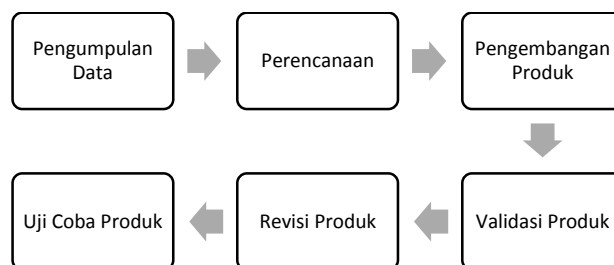 Pengumpulan
Data
Perencanaan
Pengembangan
Produk
Validasi Produk
Revisi Produk
Uji Coba Produk